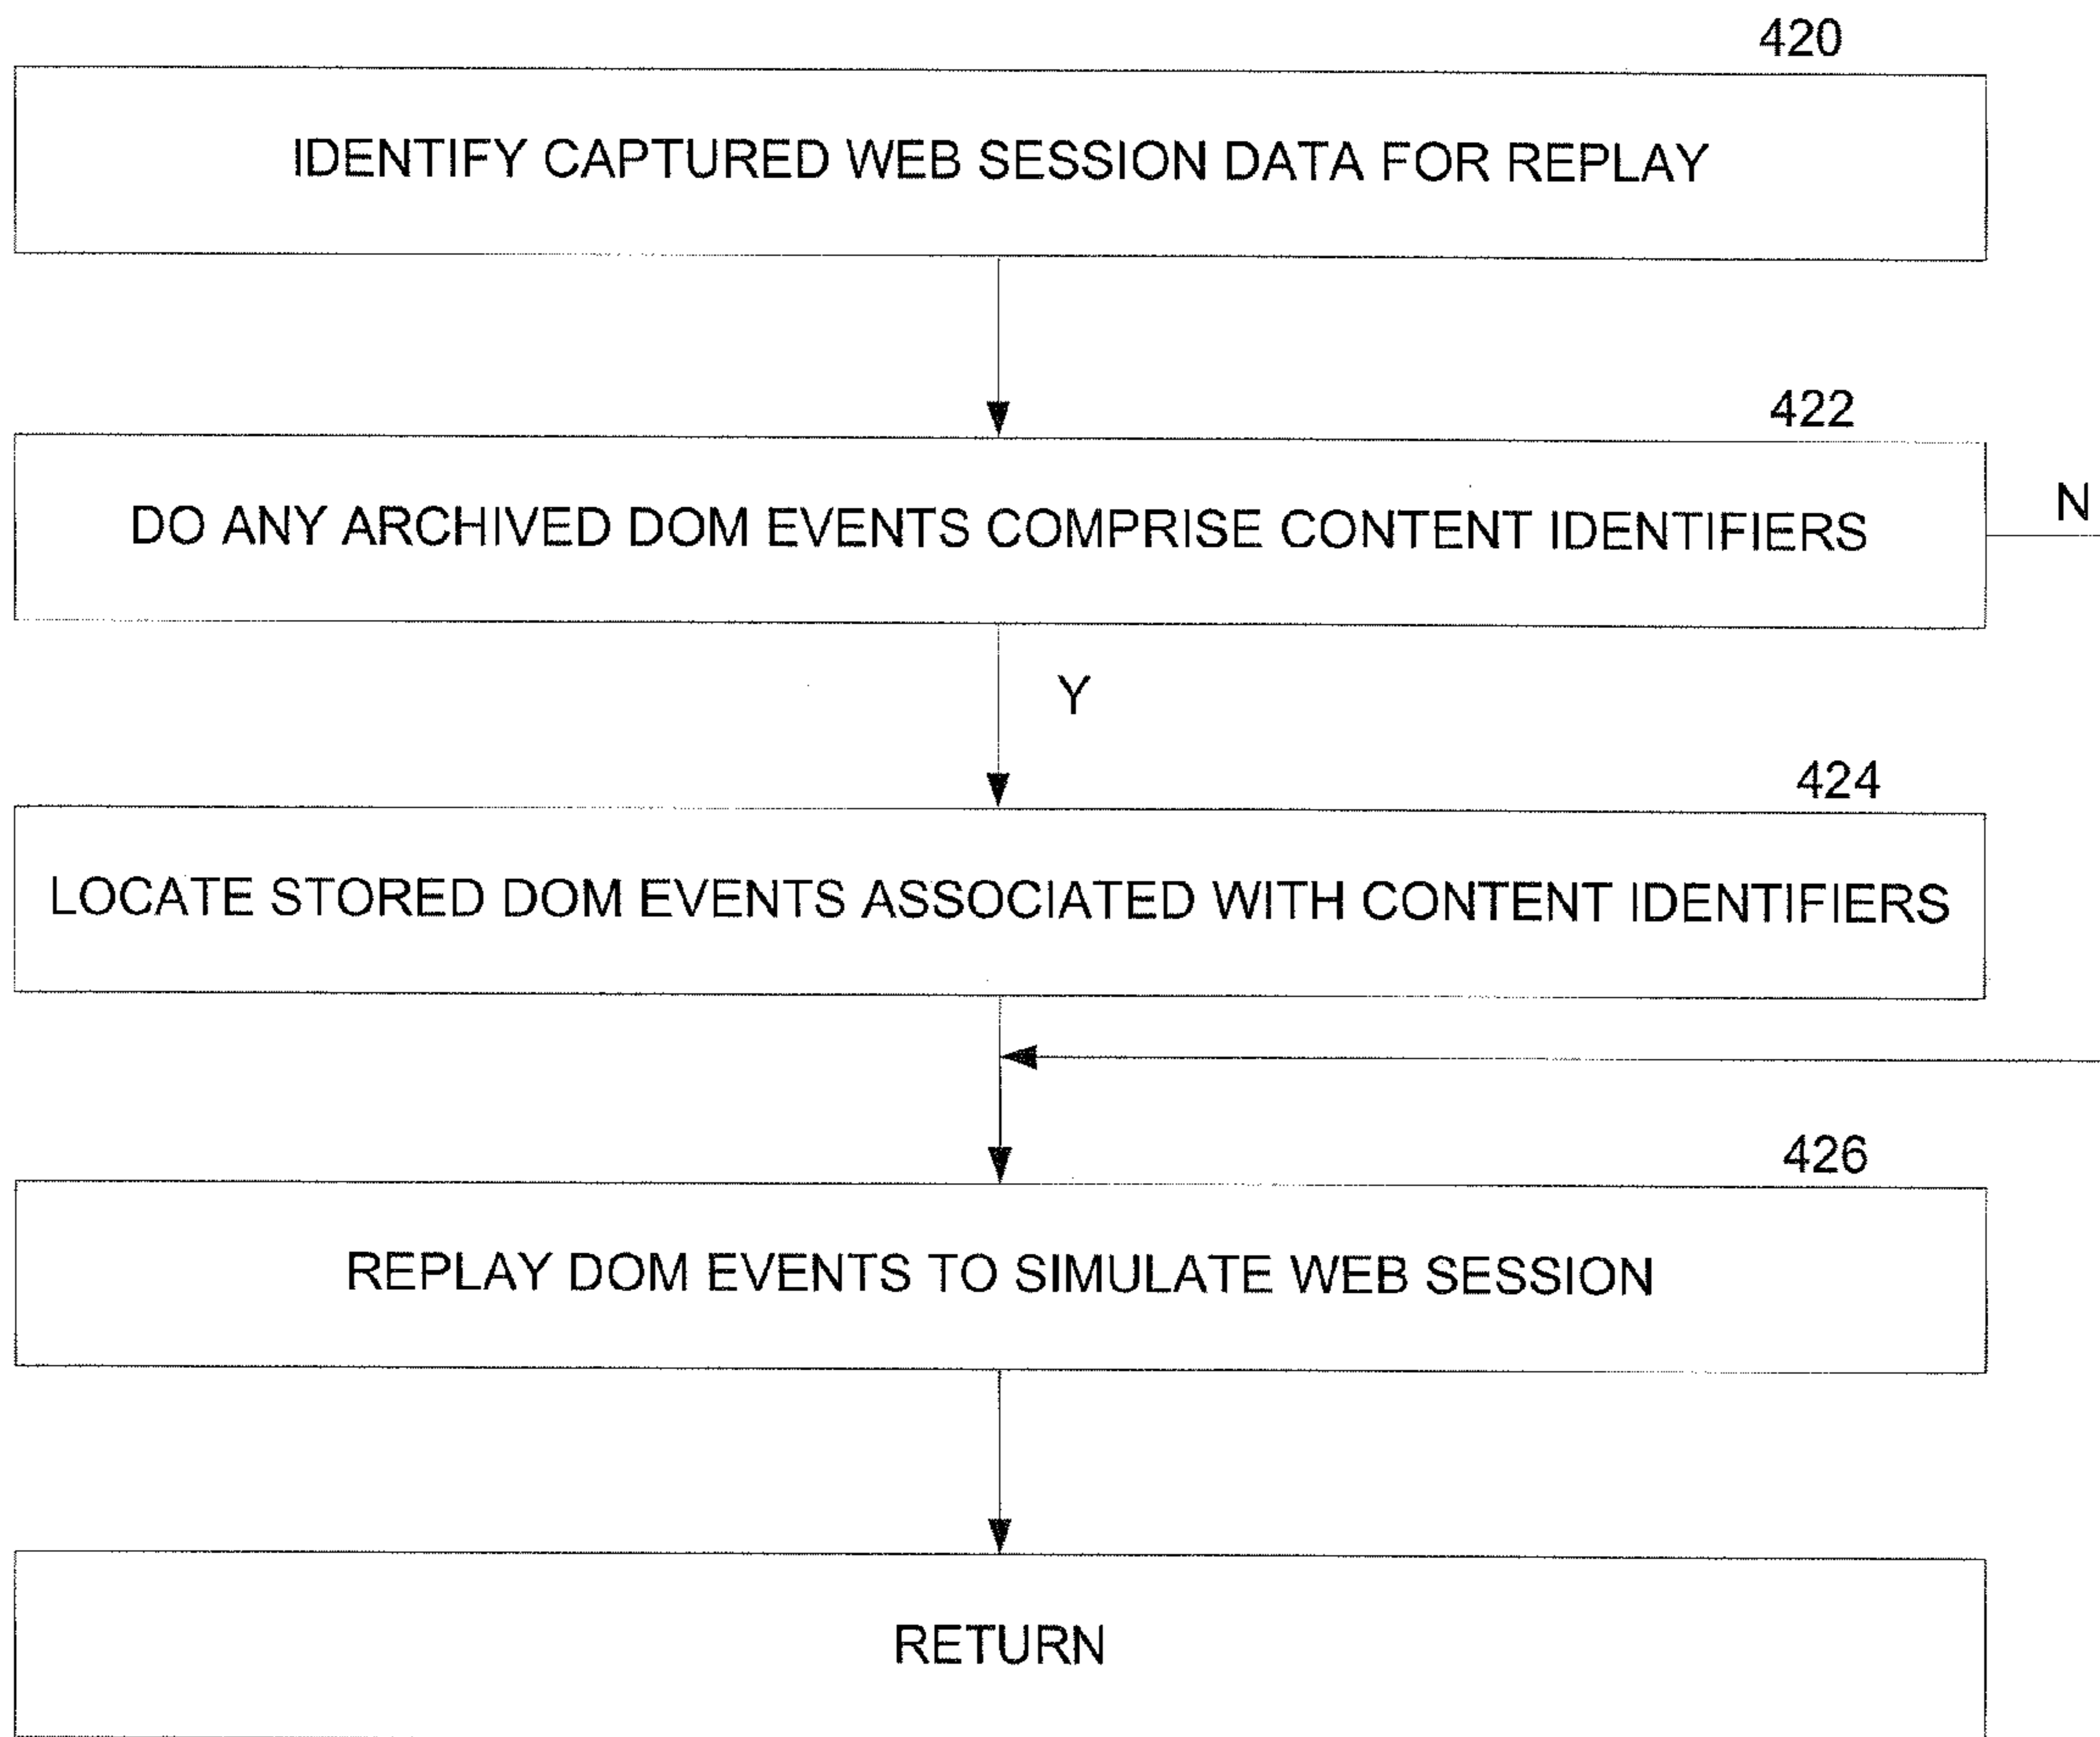 420
IDENTIFY CAPTURED WEB SESSION DATA FOR REPLAY
422
DO ANY ARCHIVED DOM EVENTS COMPRISE CONTENT IDENTIFIERS
N
Y
424
LOCATE STORED DOM EVENTS ASSOCIATED WITH CONTENT IDENTIFIERS
426
REPLAY DOM EVENTS TO SIMULATE WEB SESSION
RETURN